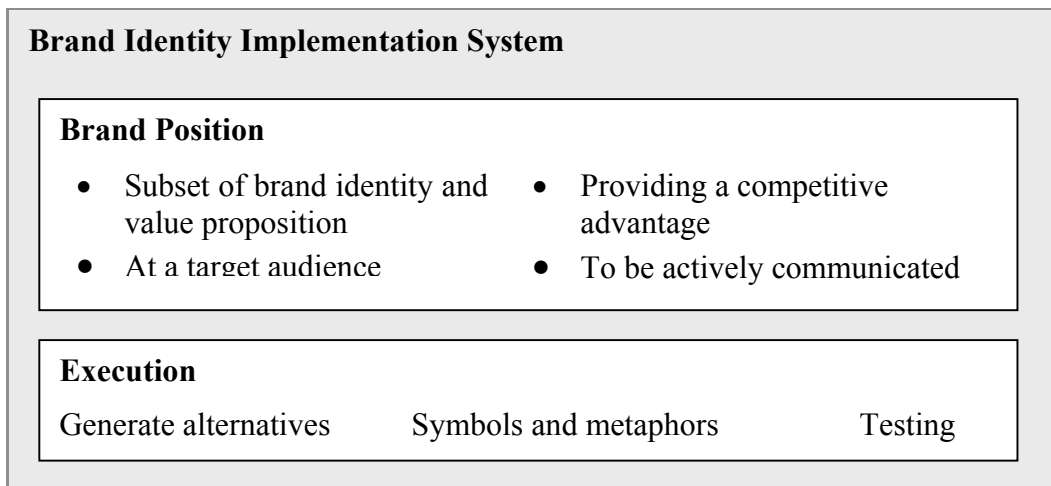 Brand Identity Implementation System
Brand Position
• Subset of brand identity and
value proposition
• At a target audience
• Providing a competitive
advantage
• To be actively communicated
Execution
Generate alternatives Symbols and metaphors Testing